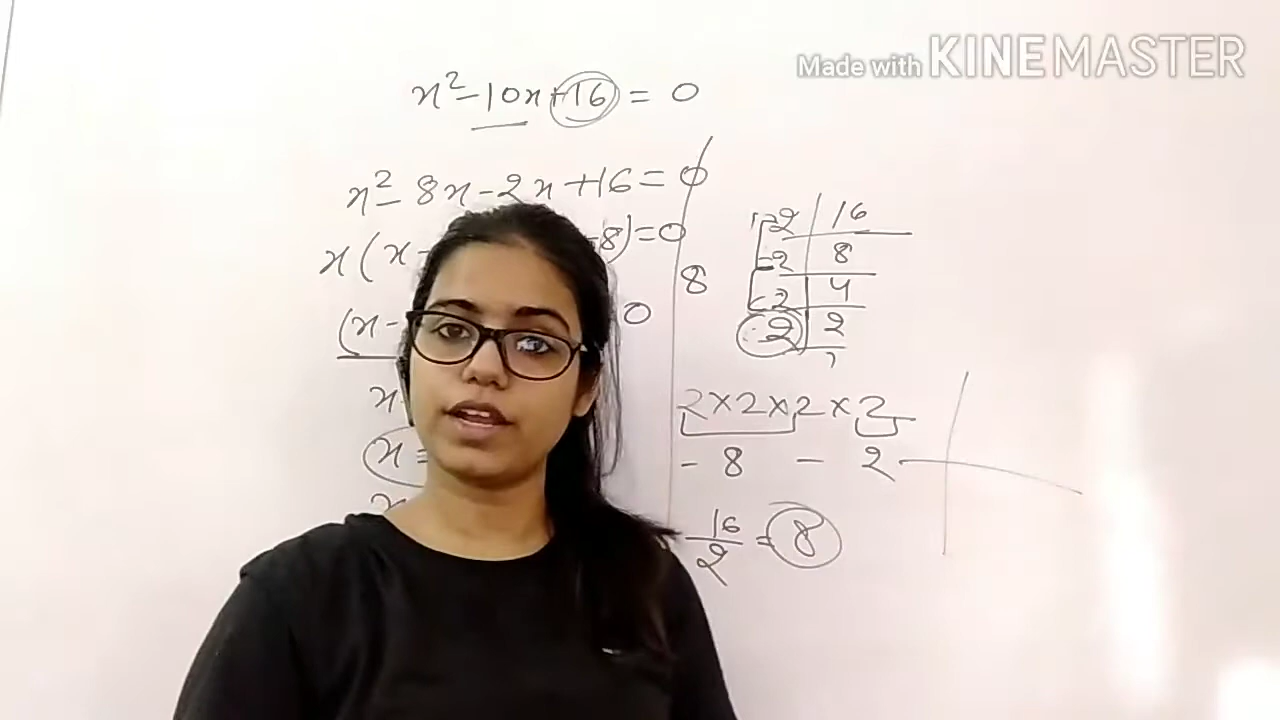 Made with KINEMASTER
x² - 10x + 16 = 0
x² - 8x - 2x + 16 = 0
x(x - 8) = 0
(x - 0
x
x =
x
8
2 | 16
2 | 8
2 | 4
2 | 2
2×2×2×2
- 8 - 2
16/2 = 8